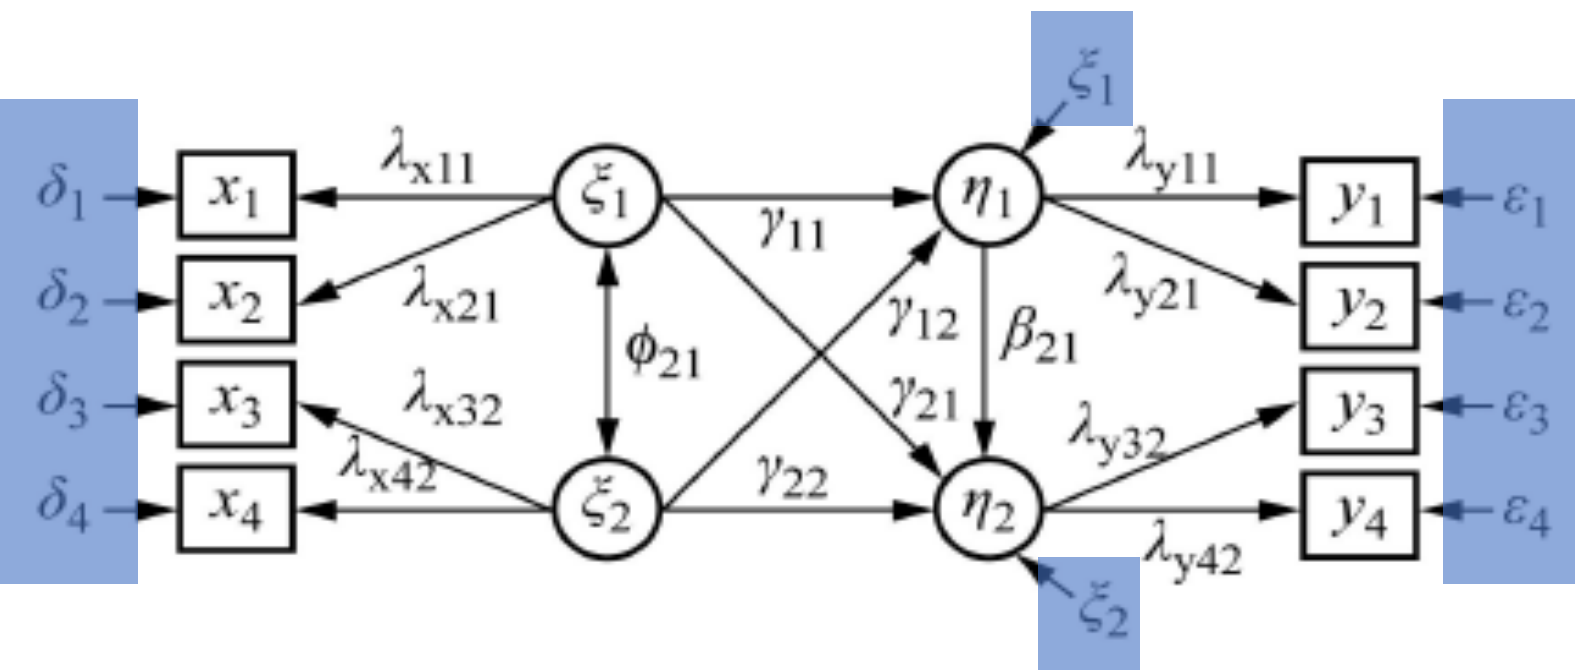 ξ1
δ1 x1 λx11 ξ1 γ11 η1 λy11 y1 ε1
δ2 x2 λx21 γ12 λy21 y2 ε2
ϕ21 β21
δ3 x3 λx32 γ21 λy32 y3 ε3
λx42
δ4 x4 ξ2 γ22 η2 λy42 y4 ε4
ξ2